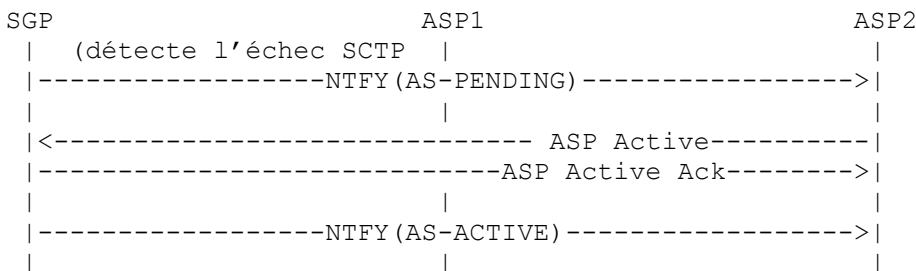 SGP ASP1 ASP2
| (détecte l’échec SCTP | |
|------------------NTFY(AS-PENDING)---------------->|
| | |
|<------------------------------ ASP Active----------|
|-----------------------------ASP Active Ack-------->|
| | |
|------------------NTFY(AS-ACTIVE)------------------>|
| | |